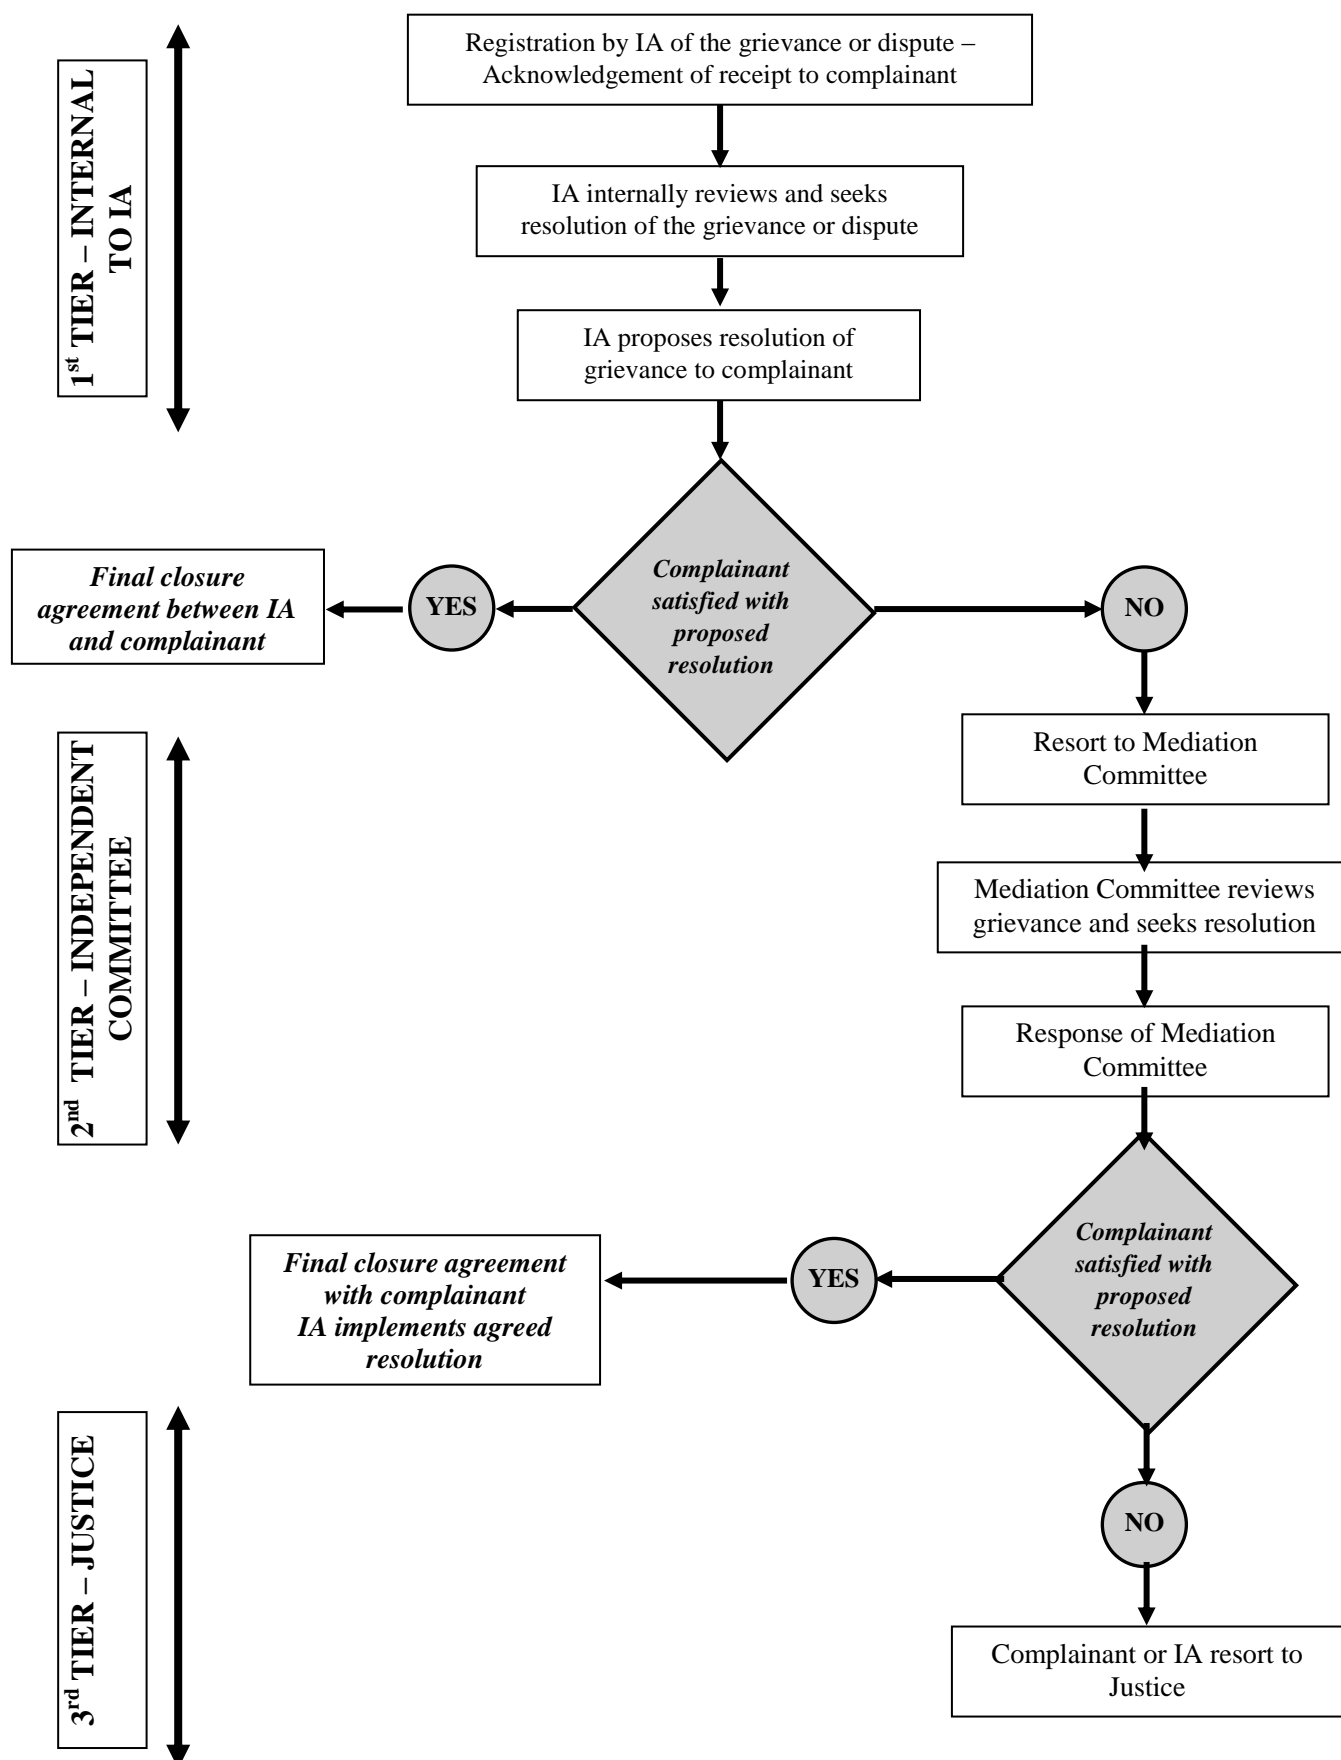 Registration by IA of the grievance or dispute –
Acknowledgement of receipt to complainant
1st TIER – INTERNAL
TO IA
IA internally reviews and seeks
resolution of the grievance or dispute
IA proposes resolution of
grievance to complainant
Complainant
satisfied with
proposed
resolution
YES
NO
Final closure
agreement between IA
and complainant
Resort to Mediation
Committee
2nd TIER – INDEPENDENT
COMMITTEE
Mediation Committee reviews
grievance and seeks resolution
Response of Mediation
Committee
Complainant
satisfied with
proposed
resolution
YES
Final closure agreement
with complainant
IA implements agreed
resolution
3rd TIER – JUSTICE
NO
Complainant or IA resort to
Justice